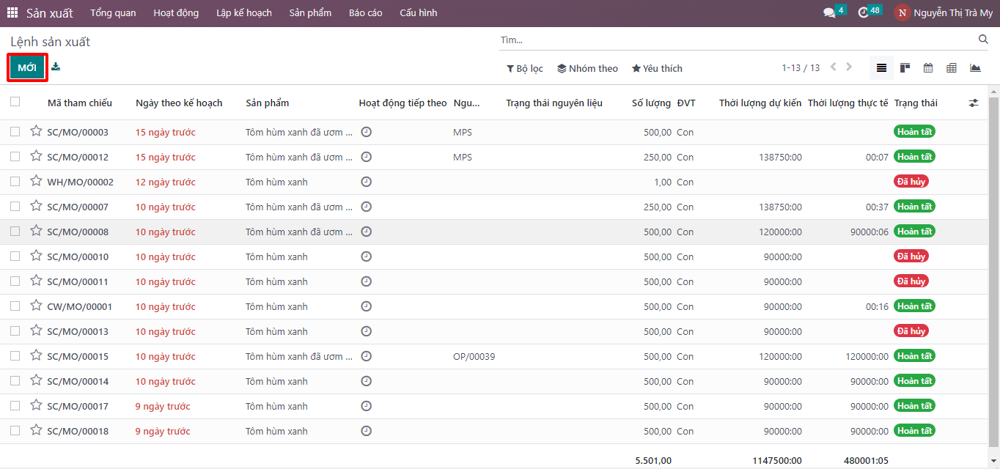 Sản xuất Tổng quan Hoạt động Lập kế hoạch Sản phẩm Báo cáo Cấu hình 4 48 N Nguyễn Thị Trà My
Lệnh sản xuất Tìm...
MỚI Bộ lọc Nhóm theo Yêu thích 1-13 / 13
Mã tham chiếu Ngày theo kế hoạch Sản phẩm Hoạt động tiếp theo Ngu... Trạng thái nguyên liệu Số lượng ĐVT Thời lượng dự kiến Thời lượng thực tế Trạng thái
SC/MO/00003 15 ngày trước Tôm hùm xanh đã ươm ... MPS 500,00 Con Hoàn tất
SC/MO/00012 15 ngày trước Tôm hùm xanh đã ươm ... MPS 250,00 Con 138750:00 00:07 Hoàn tất
WH/MO/00002 12 ngày trước Tôm hùm xanh 1,00 Con Đã hủy
SC/MO/00007 10 ngày trước Tôm hùm xanh đã ươm ... 250,00 Con 138750:00 00:37 Hoàn tất
SC/MO/00008 10 ngày trước Tôm hùm xanh đã ươm ... 500,00 Con 120000:00 90000:06 Hoàn tất
SC/MO/00010 10 ngày trước Tôm hùm xanh 500,00 Con 90000:00 Đã hủy
SC/MO/00011 10 ngày trước Tôm hùm xanh 500,00 Con 90000:00 Đã hủy
CW/MO/00001 10 ngày trước Tôm hùm xanh 500,00 Con 90000:00 00:16 Hoàn tất
SC/MO/00013 10 ngày trước Tôm hùm xanh 500,00 Con 90000:00 Đã hủy
SC/MO/00015 10 ngày trước Tôm hùm xanh đã ươm ... OP/00039 500,00 Con 120000:00 120000:00 Hoàn tất
SC/MO/00014 10 ngày trước Tôm hùm xanh 500,00 Con 90000:00 90000:00 Hoàn tất
SC/MO/00017 9 ngày trước Tôm hùm xanh 500,00 Con 90000:00 90000:00 Hoàn tất
SC/MO/00018 9 ngày trước Tôm hùm xanh 500,00 Con 90000:00 90000:00 Hoàn tất
5.501,00 1147500:00 480001:05